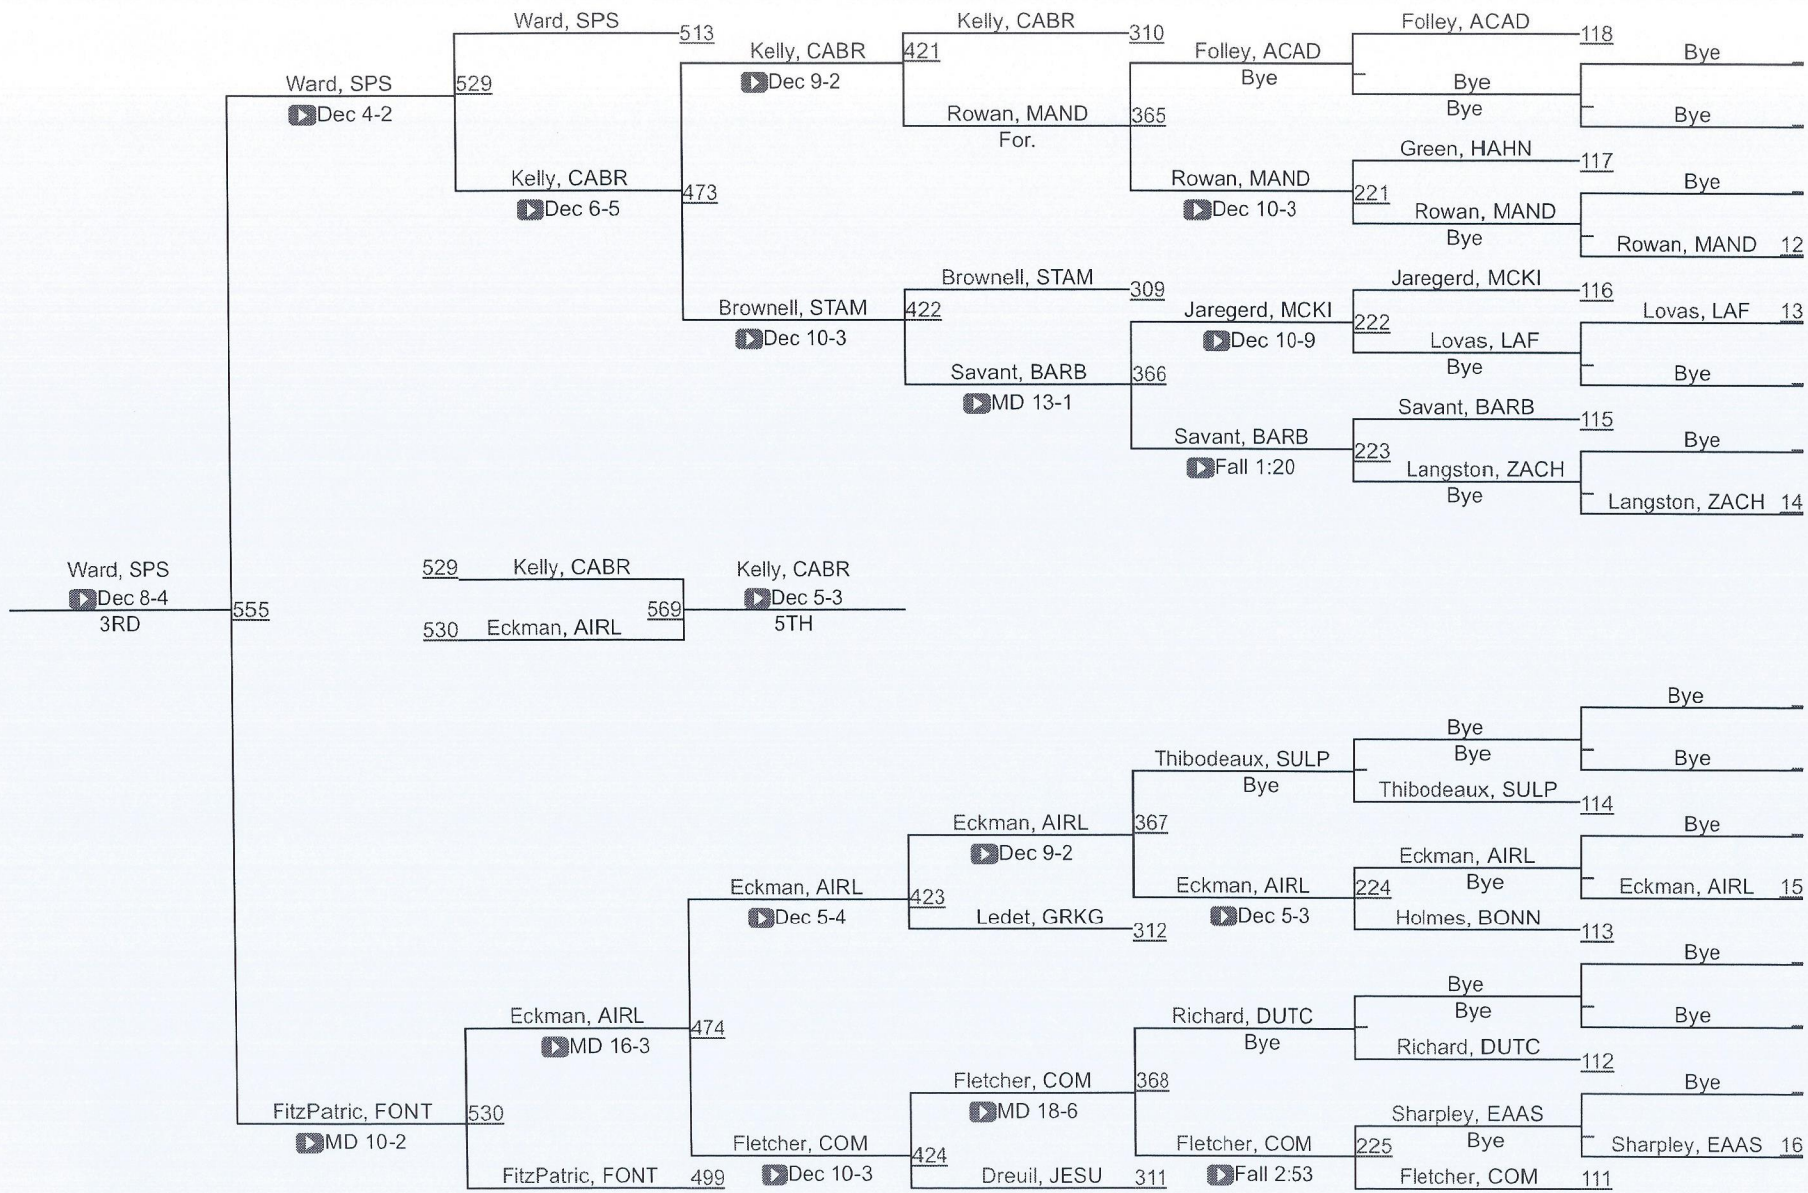 Ward, SPS
513
Kelly, CABR
310
Folley, ACAD
118
Bye
Kelly, CABR
421
Dec 9-2
Folley, ACAD
Bye
Bye
Bye
Ward, SPS
529
Dec 4-2
Rowan, MAND
365
For.
Bye
Green, HAHN
117
Kelly, CABR
473
Dec 6-5
Rowan, MAND
221
Dec 10-3
Bye
Rowan, MAND
Bye
Rowan, MAND 12
Brownell, STAM
309
Jaregerd, MCKI
116
Brownell, STAM
422
Dec 10-3
Jaregerd, MCKI
222
Dec 10-9
Lovas, LAF 13
Lovas, LAF
Bye
Savant, BARB
366
MD 13-1
Bye
Savant, BARB
115
Savant, BARB
223
Fall 1:20
Bye
Langston, ZACH
Bye
Langston, ZACH 14
Ward, SPS
Dec 8-4
555
3RD
529 Kelly, CABR
Kelly, CABR
Dec 5-3
569
5TH
530 Eckman, AIRL
Bye
Bye
Bye
Thibodeaux, SULP
Bye
Bye
Thibodeaux, SULP
114
Eckman, AIRL
367
Dec 9-2
Bye
Eckman, AIRL
Bye
Eckman, AIRL
423
Dec 5-4
Eckman, AIRL
224
Dec 5-3
Eckman, AIRL 15
Ledet, GRKG
312
Holmes, BONN
113
Bye
Bye
Bye
Eckman, AIRL
474
MD 16-3
Richard, DUTC
Bye
Bye
Richard, DUTC
112
Fletcher, COM
368
MD 18-6
Bye
FitzPatric, FONT
530
MD 10-2
Sharpley, EAAS
Bye
Fletcher, COM
424
Dec 10-3
Fletcher, COM
225
Fall 2:53
Sharpley, EAAS 16
FitzPatric, FONT 499
Dreuil, JESU 311
Fletcher, COM 111